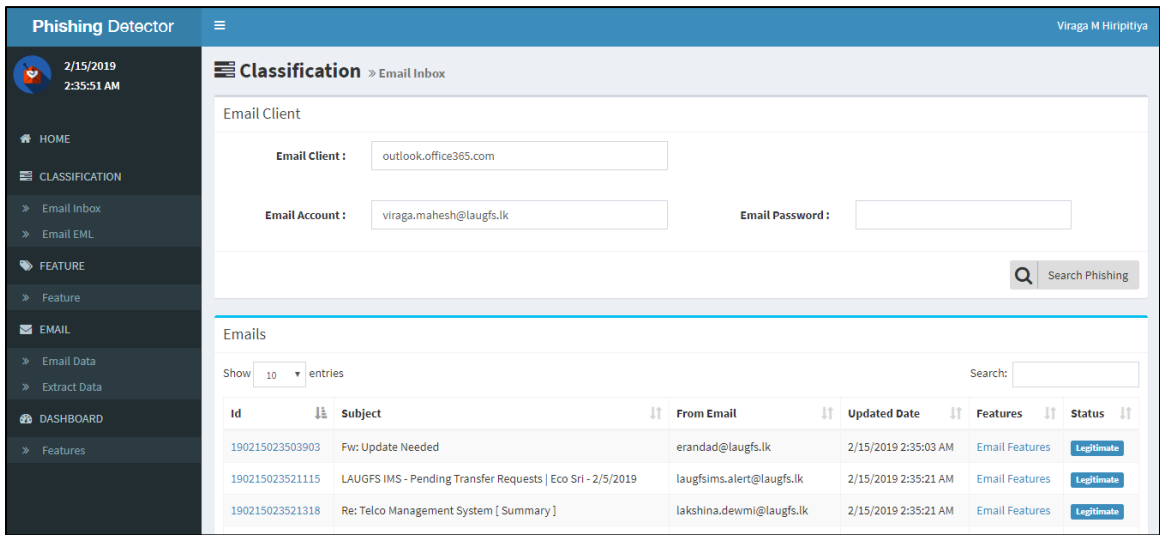 Phishing Detector
Viraga M Hiripitiya
2/15/2019
2:35:51 AM
HOME
CLASSIFICATION
» Email Inbox
» Email EML
FEATURE
» Feature
EMAIL
» Email Data
» Extract Data
DASHBOARD
» Features
Classification » Email Inbox
Email Client
Email Client : outlook.office365.com
Email Account : viraga.mahesh@laugfs.lk Email Password :
Search Phishing
Emails
Show 10 entries Search:
Id Subject From Email Updated Date Features Status
190215023503903 Fw: Update Needed erandad@laugfs.lk 2/15/2019 2:35:03 AM Email Features Legitimate
190215023521115 LAUGFS IMS - Pending Transfer Requests | Eco Sri - 2/5/2019 laugfsims.alert@laugfs.lk 2/15/2019 2:35:21 AM Email Features Legitimate
190215023521318 Re: Telco Management System [ Summary ] lakshina.dewmi@laugfs.lk 2/15/2019 2:35:21 AM Email Features Legitimate